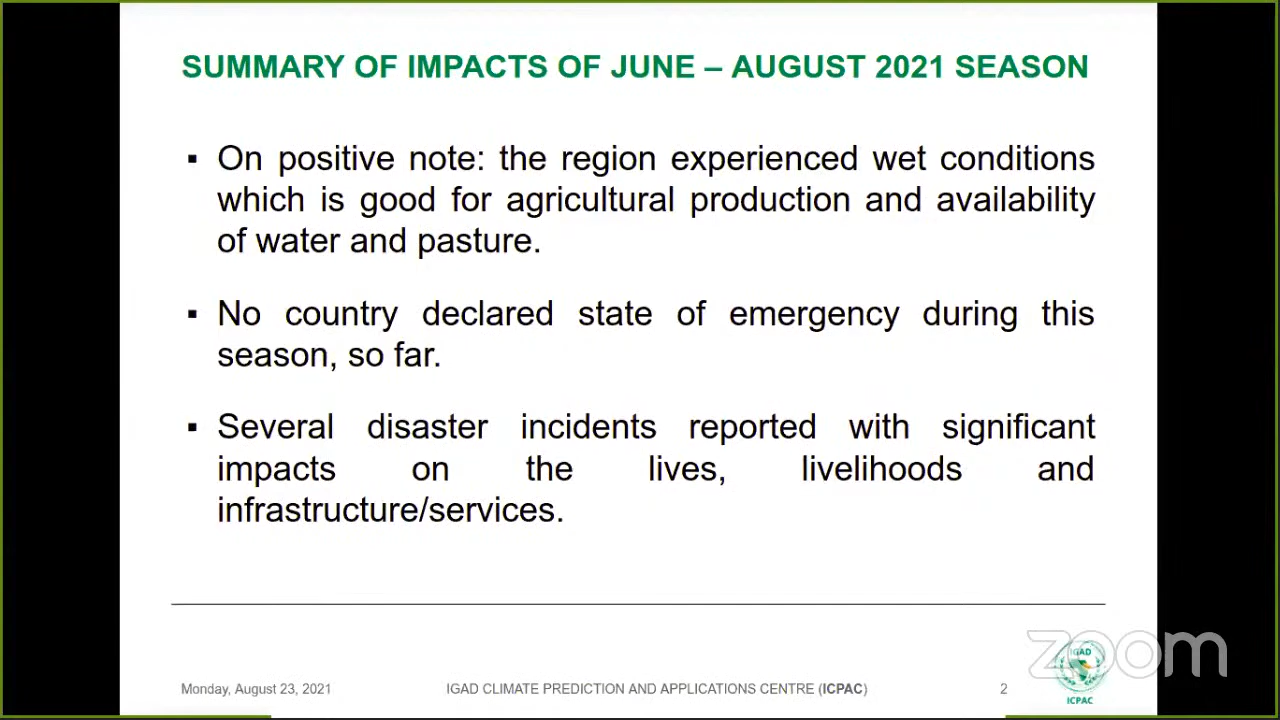 SUMMARY OF IMPACTS OF JUNE – AUGUST 2021 SEASON
▪ On positive note: the region experienced wet conditions
which is good for agricultural production and availability
of water and pasture.
▪ No country declared state of emergency during this
season, so far.
▪ Several disaster incidents reported with significant
impacts on the lives, livelihoods and
infrastructure/services.
zoom
IGAD
Monday, August 23, 2021 IGAD CLIMATE PREDICTION AND APPLICATIONS CENTRE (ICPAC) 2
ICPAC